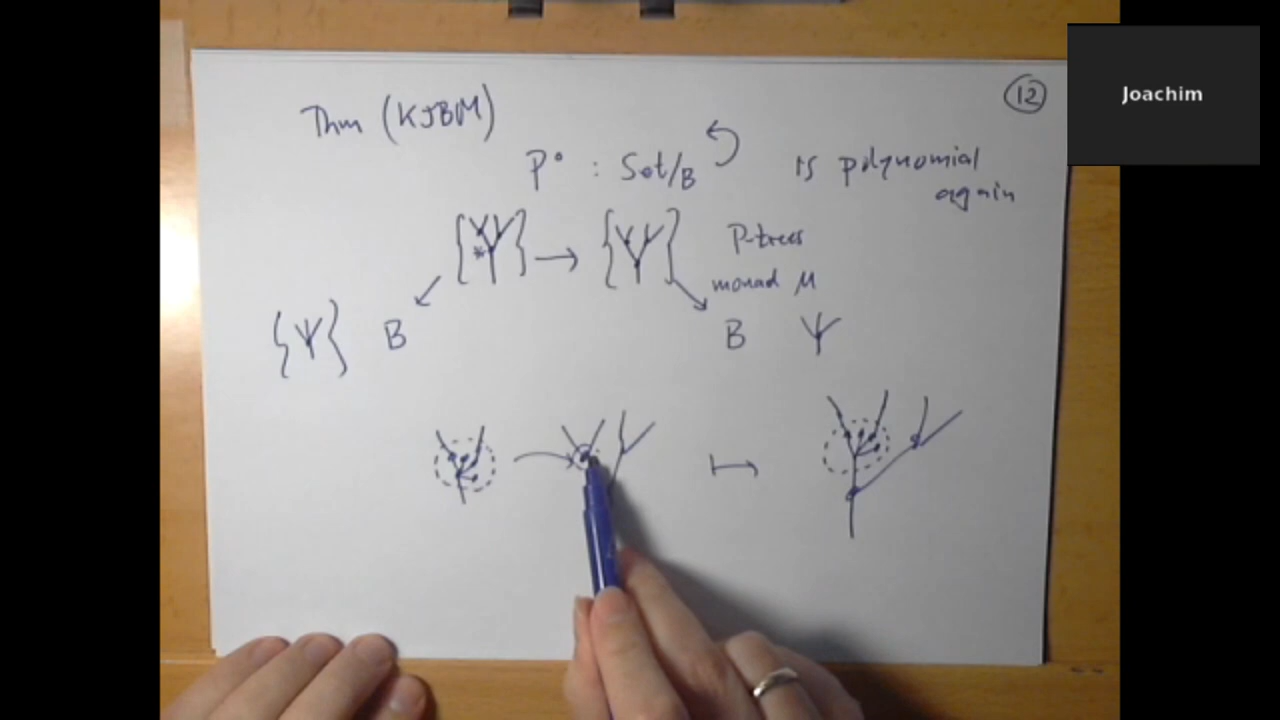 12
Joachim
Thm (KJBM)
P° : Set/B is polynomial
again
{ } → { } P-trees
monad μ
{ } B B
↦